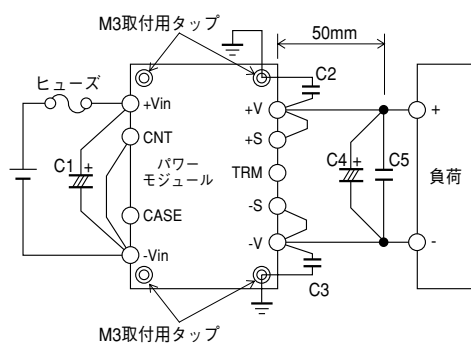 M3取付用タップ
50mm
ヒューズ
C2
+Vin
+V
CNT
+S
C1
+
パワー
モジュール
TRM
C4
+
C5
+
負荷
CASE
-S
-Vin
-V
-
C3
M3取付用タップ